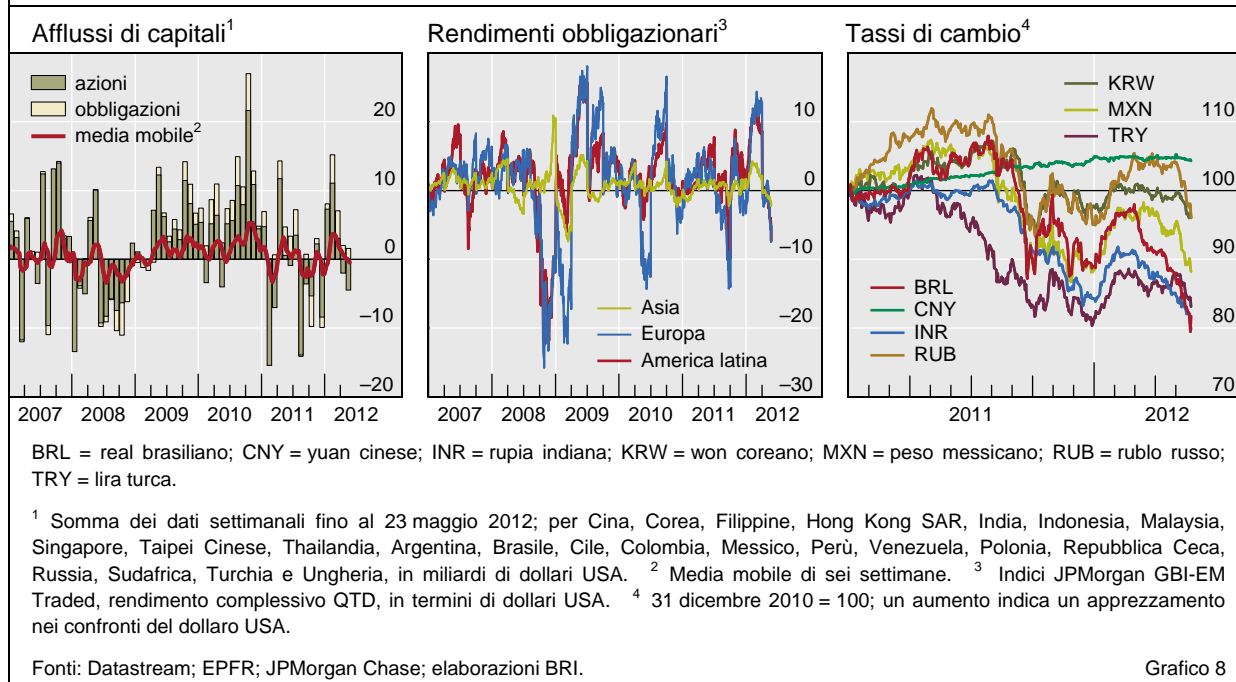 Afflussi di capitali¹
Rendimenti obbligazionari³
Tassi di cambio⁴
azioni
obbligazioni
media mobile²
20
10
0
–10
–20
2007 2008 2009 2010 2011 2012
10
0
–10
–20
–30
Asia
Europa
America latina
2007 2008 2009 2010 2011 2012
KRW
MXN
TRY
110
100
90
80
70
BRL
CNY
INR
RUB
2011 2012
BRL = real brasiliano; CNY = yuan cinese; INR = rupia indiana; KRW = won coreano; MXN = peso messicano; RUB = rublo russo;
TRY = lira turca.
¹ Somma dei dati settimanali fino al 23 maggio 2012; per Cina, Corea, Filippine, Hong Kong SAR, India, Indonesia, Malaysia,
Singapore, Taipei Cinese, Thailandia, Argentina, Brasile, Cile, Colombia, Messico, Perù, Venezuela, Polonia, Repubblica Ceca,
Russia, Sudafrica, Turchia e Ungheria, in miliardi di dollari USA. ² Media mobile di sei settimane. ³ Indici JPMorgan GBI-EM
Traded, rendimento complessivo QTD, in termini di dollari USA. ⁴ 31 dicembre 2010 = 100; un aumento indica un apprezzamento
nei confronti del dollaro USA.
Fonti: Datastream; EPFR; JPMorgan Chase; elaborazioni BRI.
Grafico 8